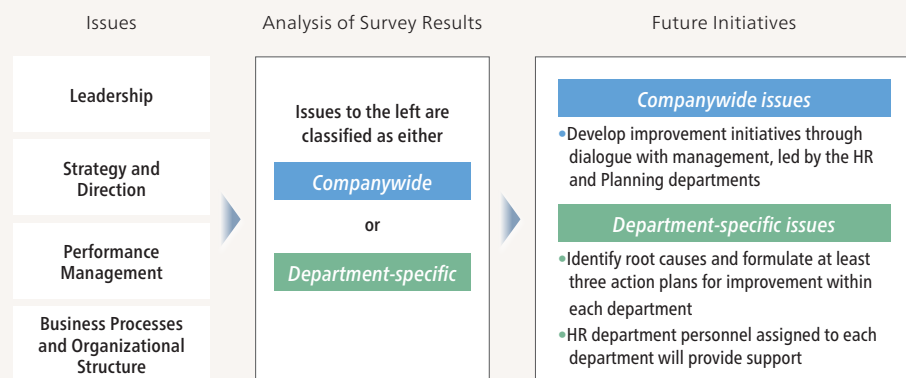 Issues
Analysis of Survey Results
Future Initiatives
Leadership
Strategy and
Direction
Performance
Management
Business Processes
and Organizational
Structure
Issues to the left are
classified as either
Companywide
or
Department-specific
Companywide issues
•Develop improvement initiatives through
dialogue with management, led by the HR
and Planning departments
Department-specific issues
•Identify root causes and formulate at least
three action plans for improvement within
each department
•HR department personnel assigned to each
department will provide support